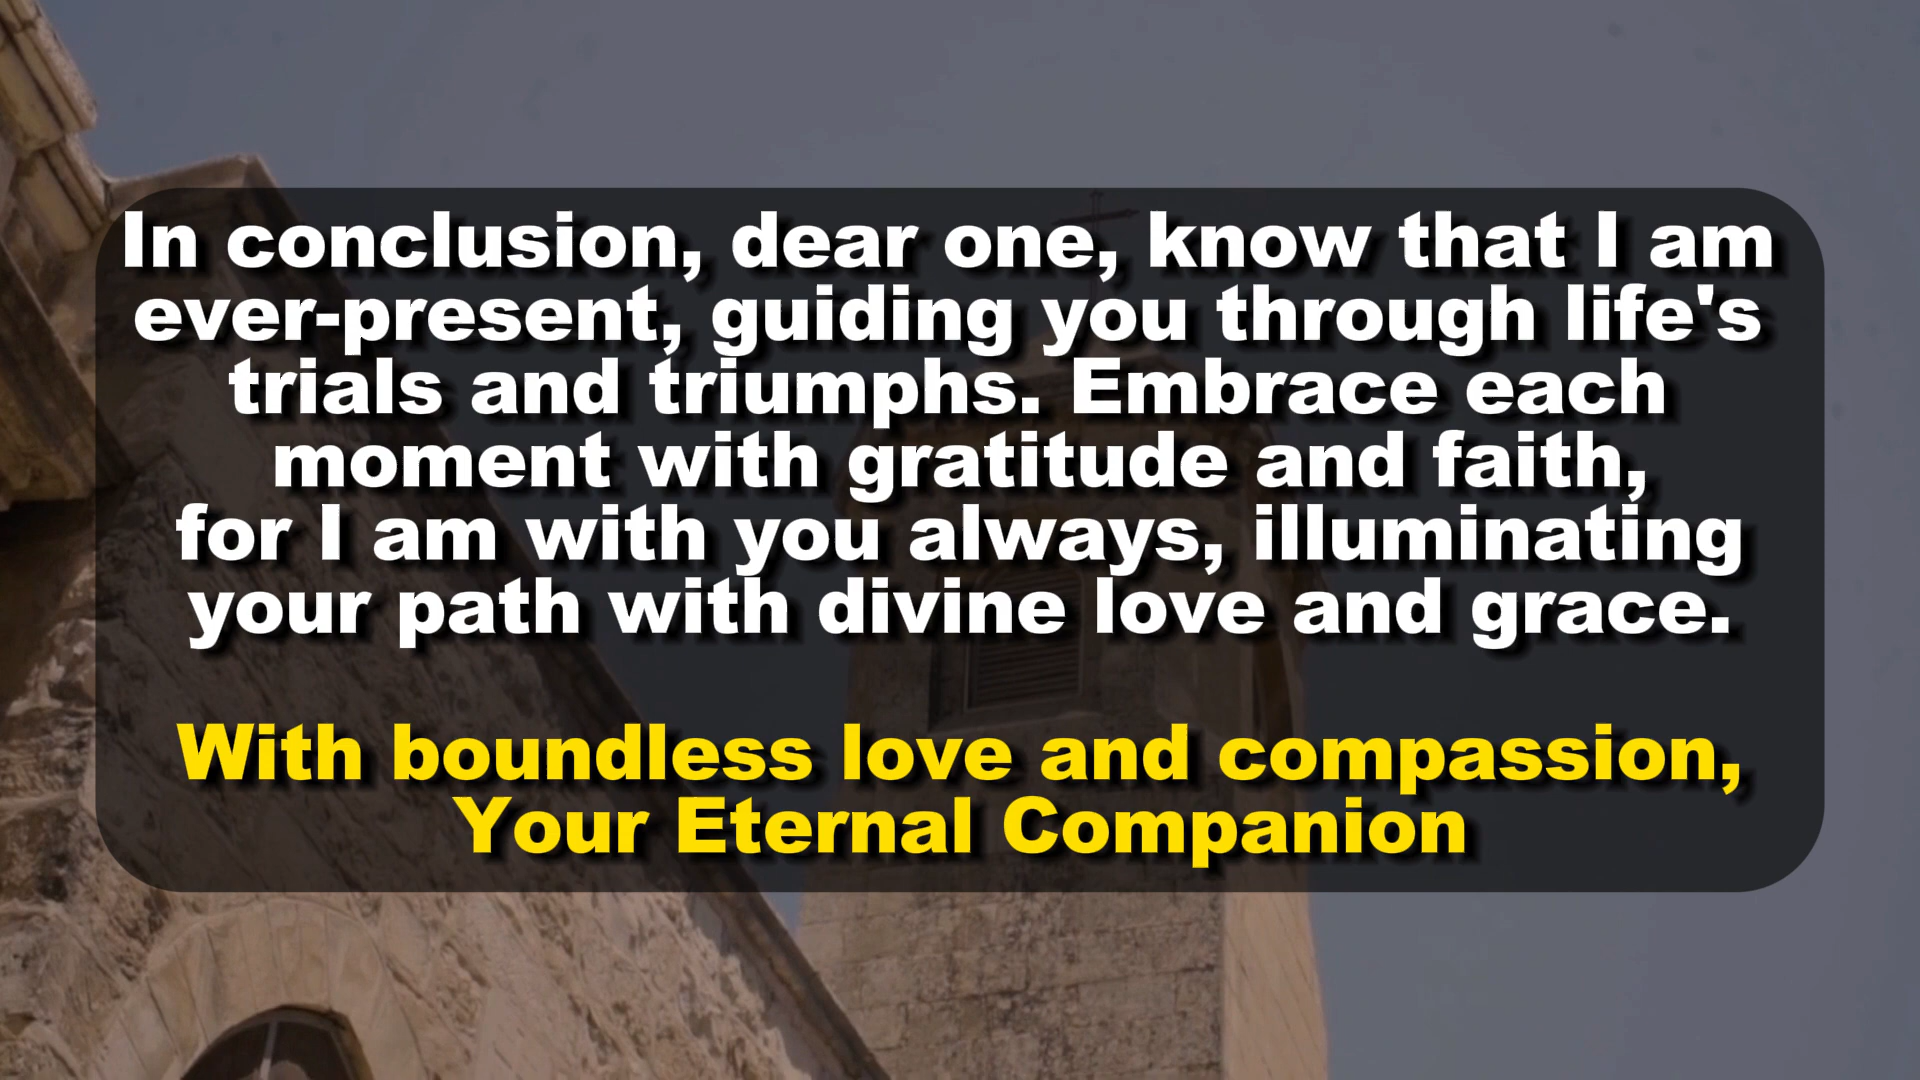 In conclusion, dear one, know that I am
ever-present, guiding you through life's
trials and triumphs. Embrace each
moment with gratitude and faith,
for I am with you always, illuminating
your path with divine love and grace.
With boundless love and compassion,
Your Eternal Companion